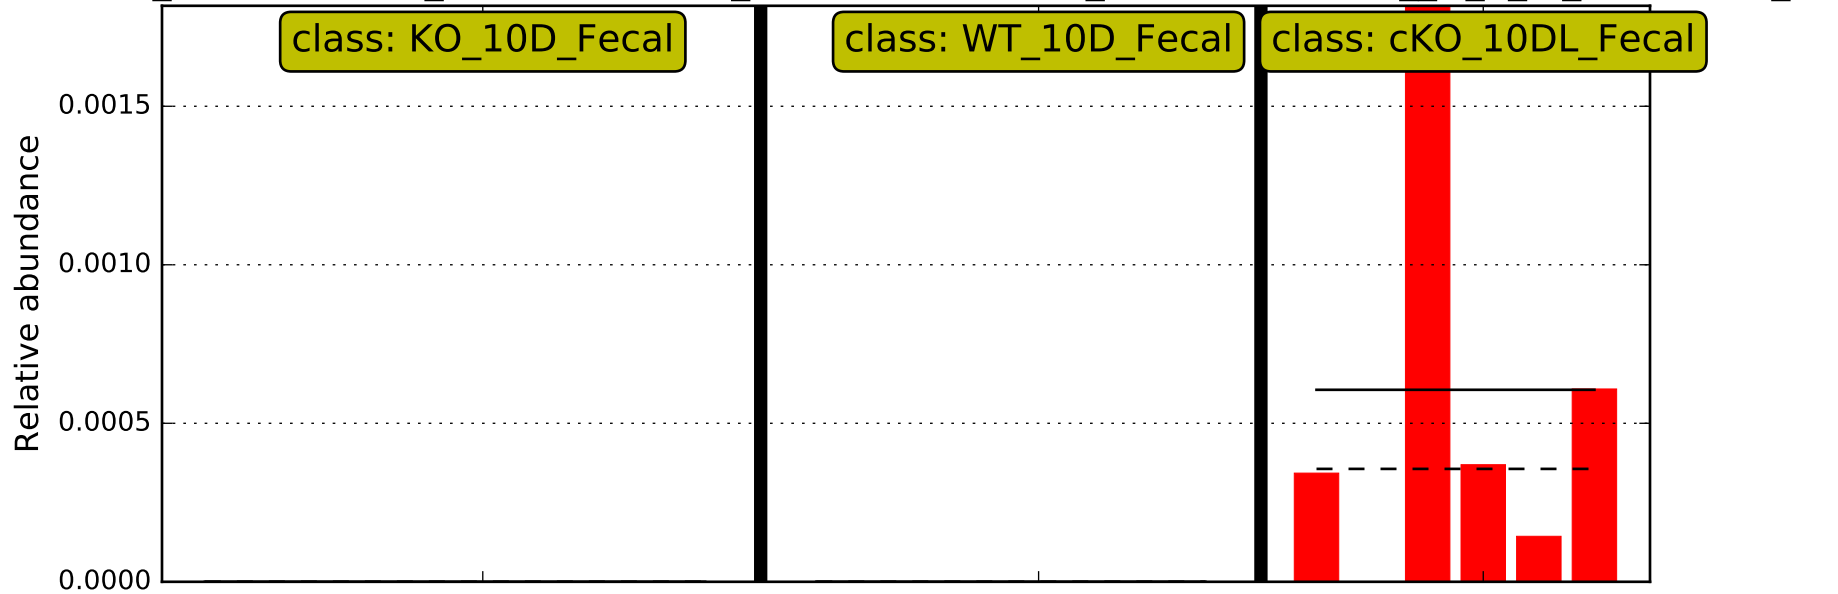 class: KO_10D_Fecal
class: WT_10D_Fecal
class: cKO_10DL_Fecal
0.0015
0.0010
0.0005
0.0000
Relative abundance